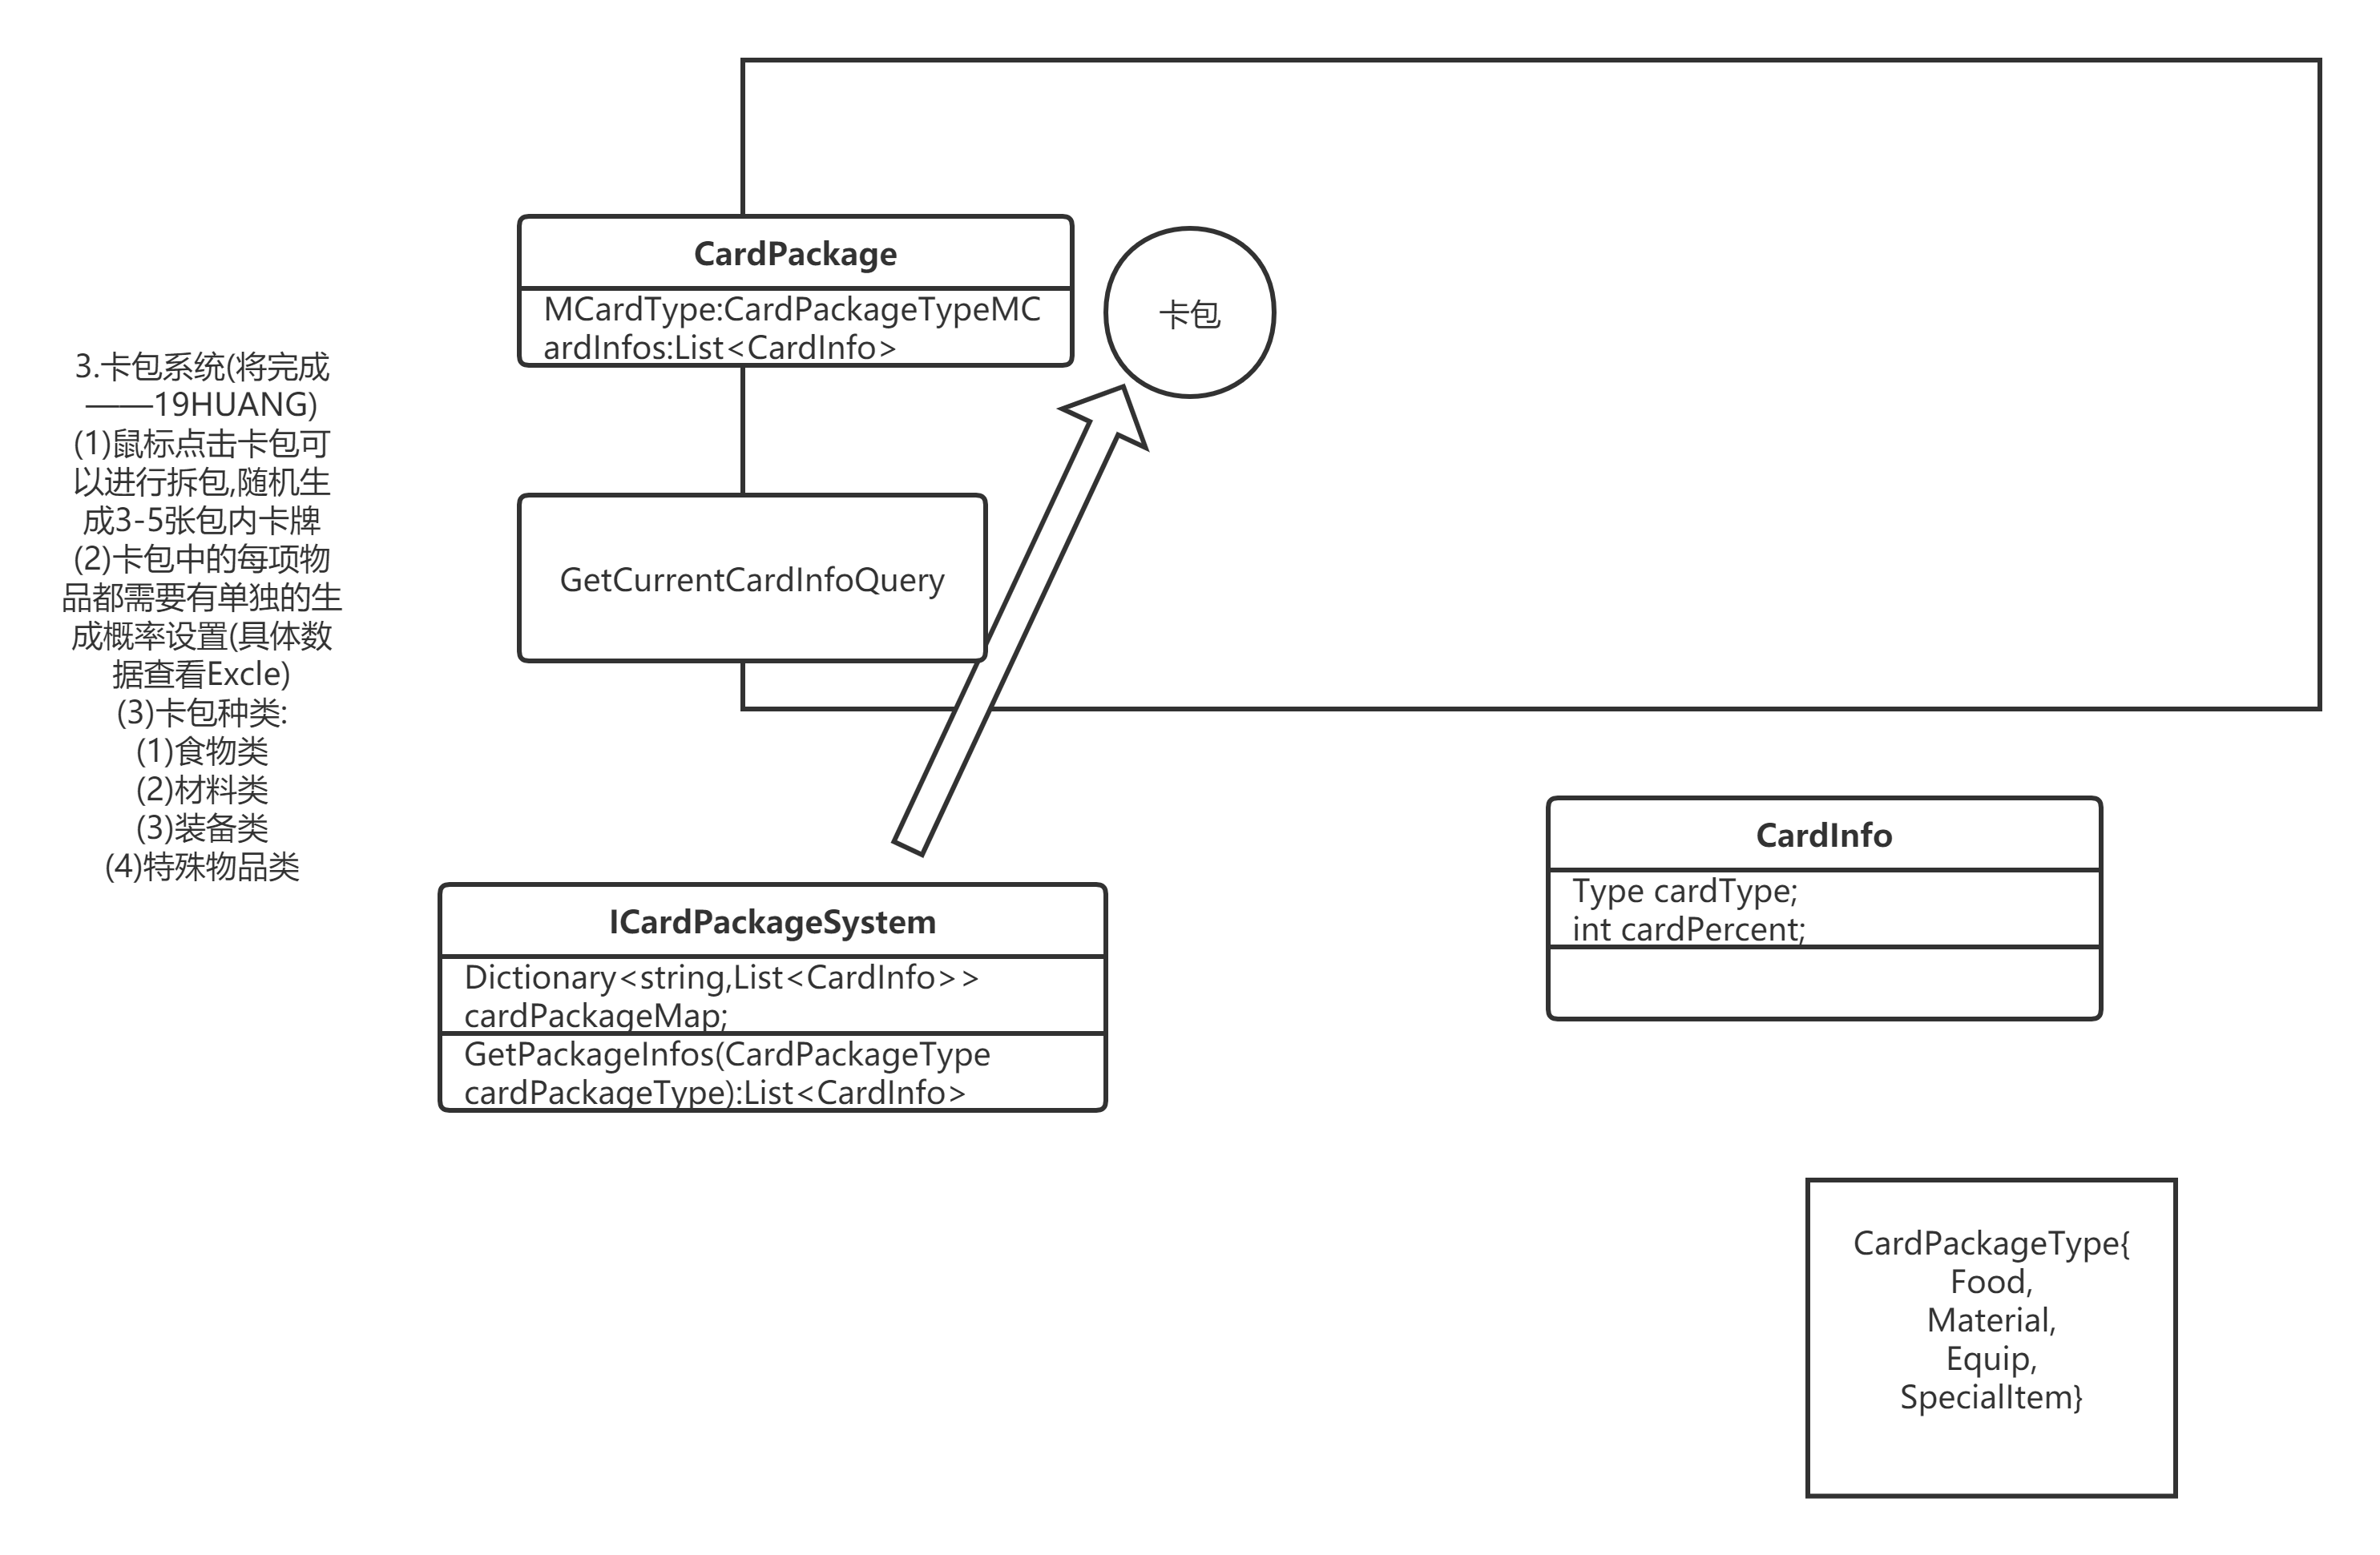 3.卡包系统(将完成
——19HUANG)
(1)鼠标点击卡包可
以进行拆包,随机生
成3-5张包内卡牌
(2)卡包中的每项物
品都需要有单独的生
成概率设置(具体数
据查看Excle)
(3)卡包种类:
(1)食物类
(2)材料类
(3)装备类
(4)特殊物品类
CardPackage
MCardType:CardPackageTypeMC
ardInfos:List<CardInfo>
卡包
GetCurrentCardInfoQuery
ICardPackageSystem
Dictionary<string,List<CardInfo>>
cardPackageMap;
GetPackageInfos(CardPackageType
cardPackageType):List<CardInfo>
CardInfo
Type cardType;
int cardPercent;
CardPackageType{
Food,
Material,
Equip,
SpecialItem}